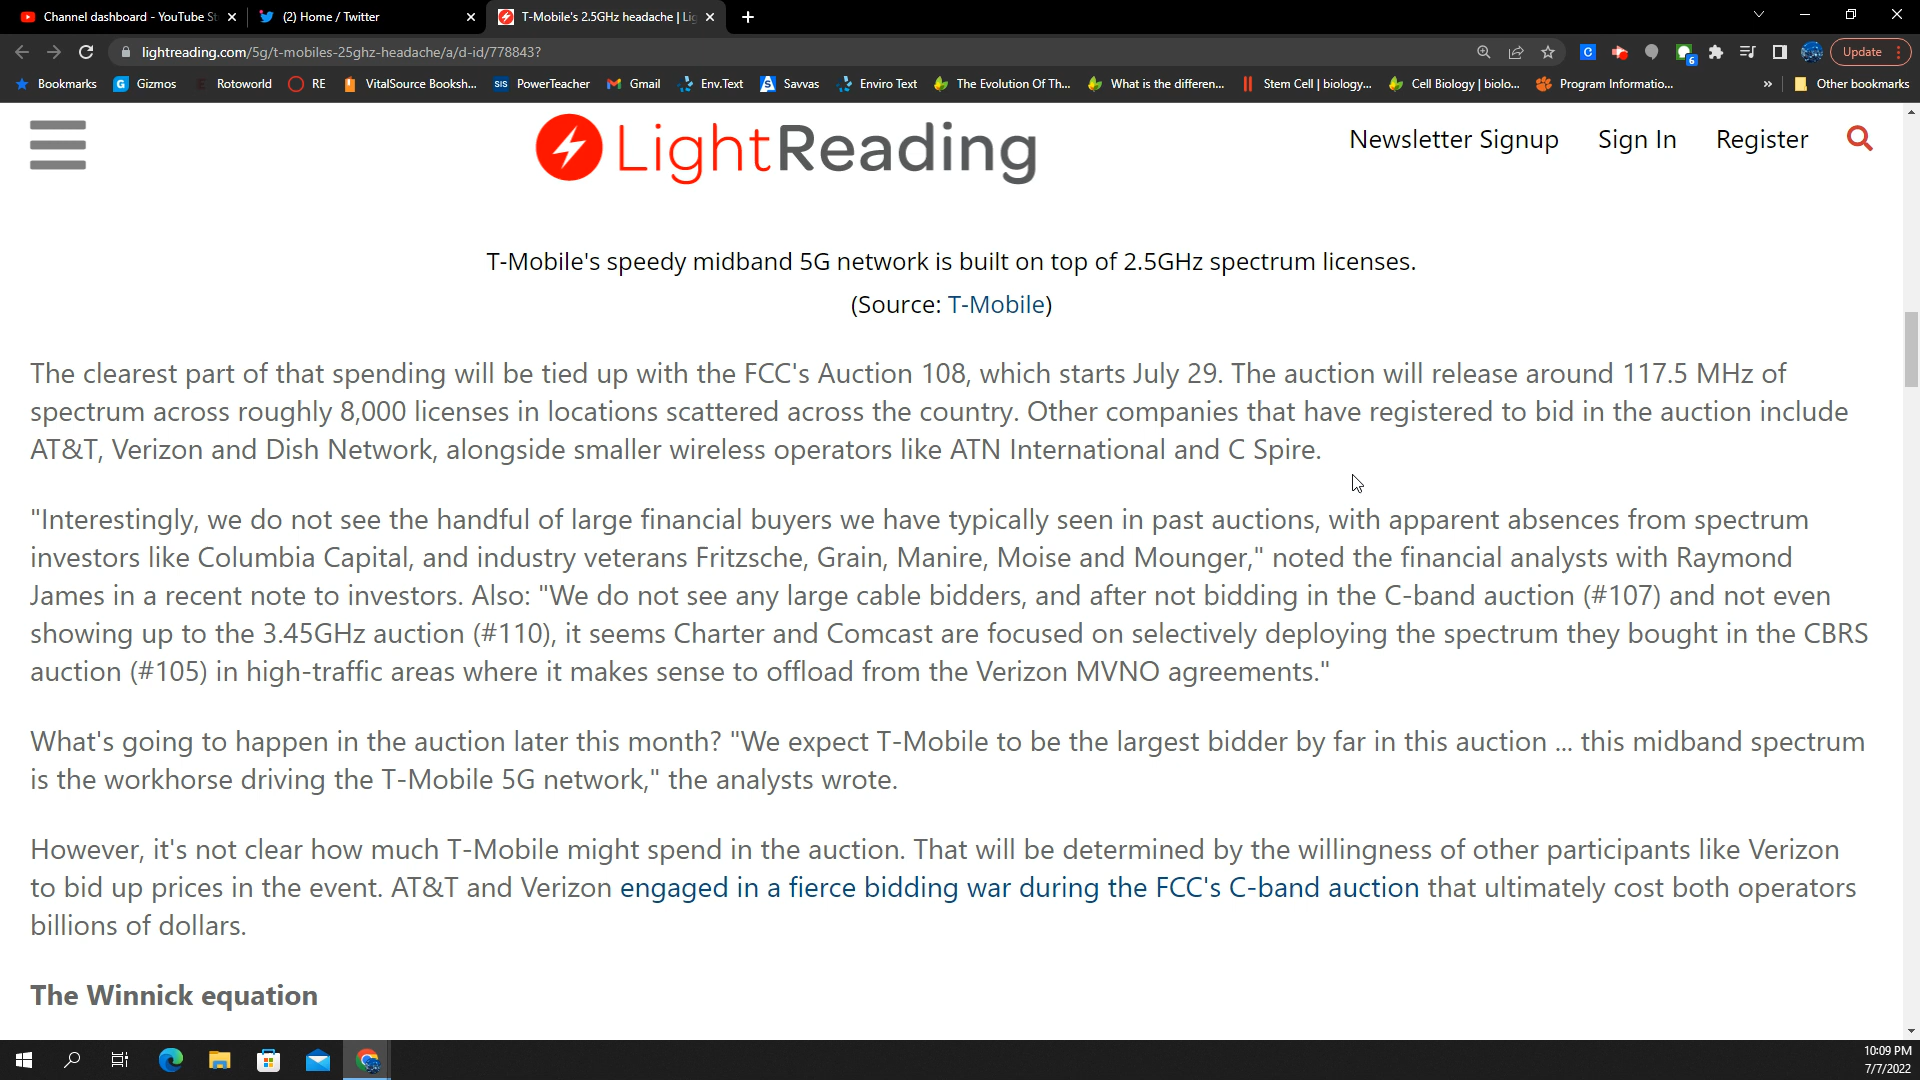 Channel dashboard - YouTube St
(2) Home / Twitter
T-Mobile's 2.5GHz headache | Lig
lightreading.com/5g/t-mobiles-25ghz-headache/a/d-id/778843?
6
Update
Bookmarks Gizmos Rotoworld RE VitalSource Booksh... SIS PowerTeacher Gmail Env.Text Savvas Enviro Text The Evolution Of Th... What is the differen... Stem Cell | biology... Cell Biology | biolo... Program Informatio... » Other bookmarks
LightReading
Newsletter Signup Sign In Register
T-Mobile's speedy midband 5G network is built on top of 2.5GHz spectrum licenses.
(Source: T-Mobile)
The clearest part of that spending will be tied up with the FCC's Auction 108, which starts July 29. The auction will release around 117.5 MHz of
spectrum across roughly 8,000 licenses in locations scattered across the country. Other companies that have registered to bid in the auction include
AT&T, Verizon and Dish Network, alongside smaller wireless operators like ATN International and C Spire.
"Interestingly, we do not see the handful of large financial buyers we have typically seen in past auctions, with apparent absences from spectrum
investors like Columbia Capital, and industry veterans Fritzsche, Grain, Manire, Moise and Mounger," noted the financial analysts with Raymond
James in a recent note to investors. Also: "We do not see any large cable bidders, and after not bidding in the C-band auction (#107) and not even
showing up to the 3.45GHz auction (#110), it seems Charter and Comcast are focused on selectively deploying the spectrum they bought in the CBRS
auction (#105) in high-traffic areas where it makes sense to offload from the Verizon MVNO agreements."
What's going to happen in the auction later this month? "We expect T-Mobile to be the largest bidder by far in this auction ... this midband spectrum
is the workhorse driving the T-Mobile 5G network," the analysts wrote.
However, it's not clear how much T-Mobile might spend in the auction. That will be determined by the willingness of other participants like Verizon
to bid up prices in the event. AT&T and Verizon engaged in a fierce bidding war during the FCC's C-band auction that ultimately cost both operators
billions of dollars.
The Winnick equation
10:09 PM
7/7/2022